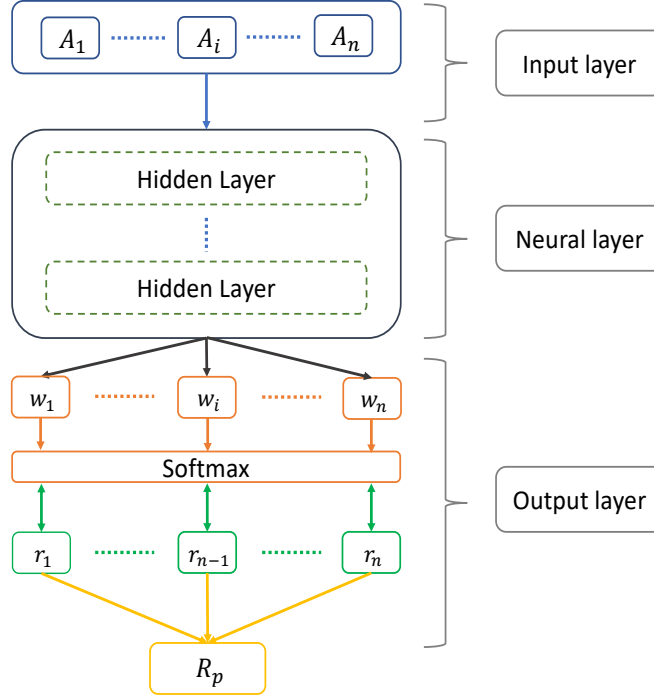 A₁ ........ Aᵢ ........ Aₙ
Input layer
Hidden Layer
Neural layer
Hidden Layer
w₁ ........ wᵢ ........ wₙ
Softmax
Output layer
r₁ ........ rₙ₋₁ ........ rₙ
Rₚ